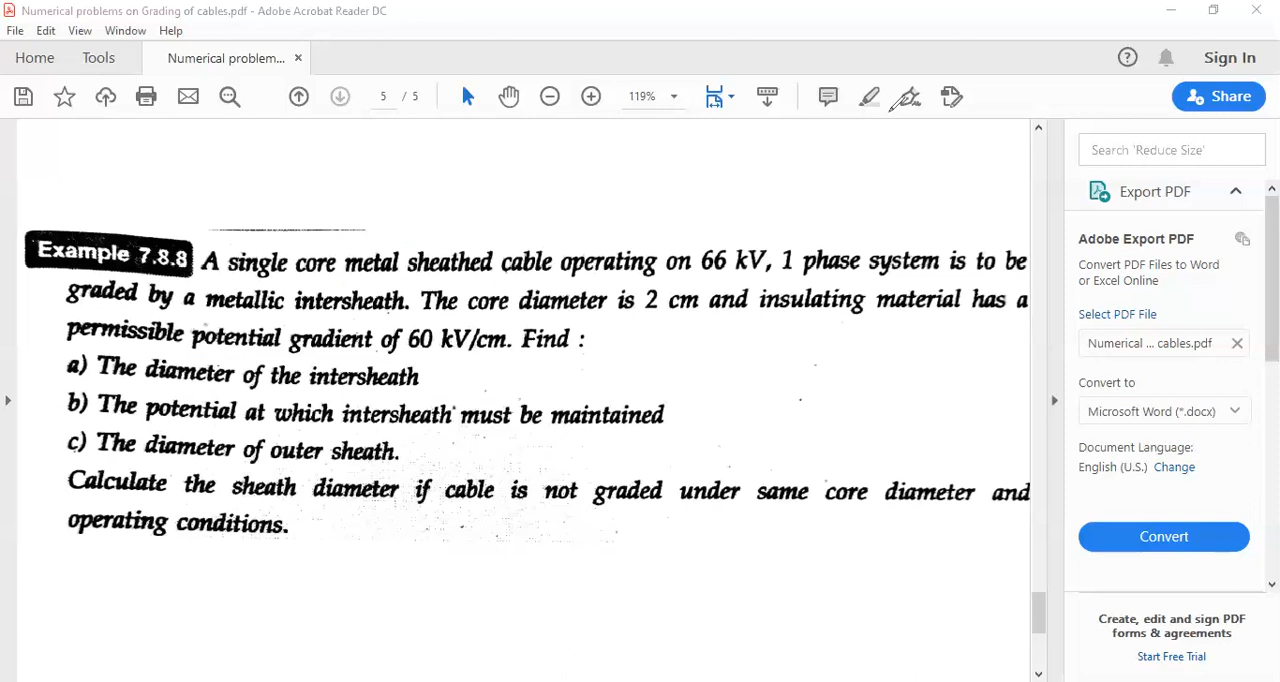 Numerical problems on Grading of cables.pdf - Adobe Acrobat Reader DC
File Edit View Window Help
Home Tools Numerical problem... × Sign In
5 / 5 119% Share
Search 'Reduce Size'
Export PDF
Adobe Export PDF
Convert PDF Files to Word
or Excel Online
Select PDF File
Numerical ... cables.pdf
Convert to
Microsoft Word (*.docx)
Document Language:
English (U.S.) Change
Convert
Create, edit and sign PDF
forms & agreements
Start Free Trial
Example 7.8.8 A single core metal sheathed cable operating on 66 kV, 1 phase system is to be
graded by a metallic intersheath. The core diameter is 2 cm and insulating material has a
permissible potential gradient of 60 kV/cm. Find :
a) The diameter of the intersheath
b) The potential at which intersheath must be maintained
c) The diameter of outer sheath.
Calculate the sheath diameter if cable is not graded under same core diameter and
operating conditions.